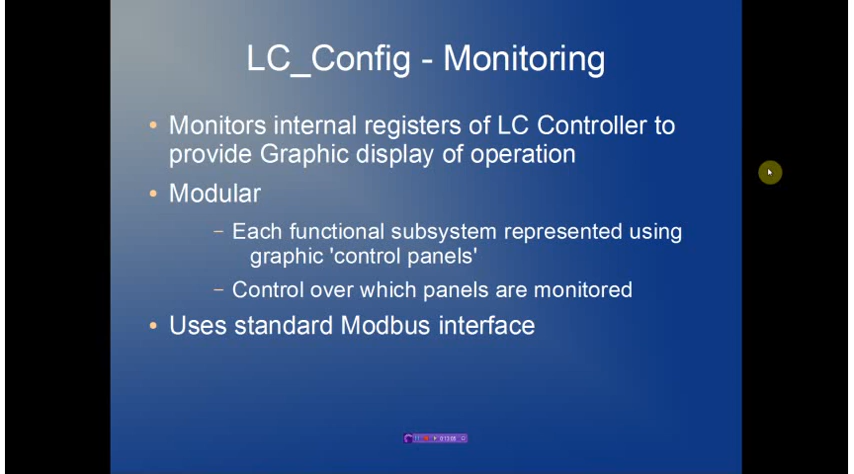 LC_Config - Monitoring
• Monitors internal registers of LC Controller to
provide Graphic display of operation
• Modular
– Each functional subsystem represented using
graphic 'control panels'
– Control over which panels are monitored
• Uses standard Modbus interface